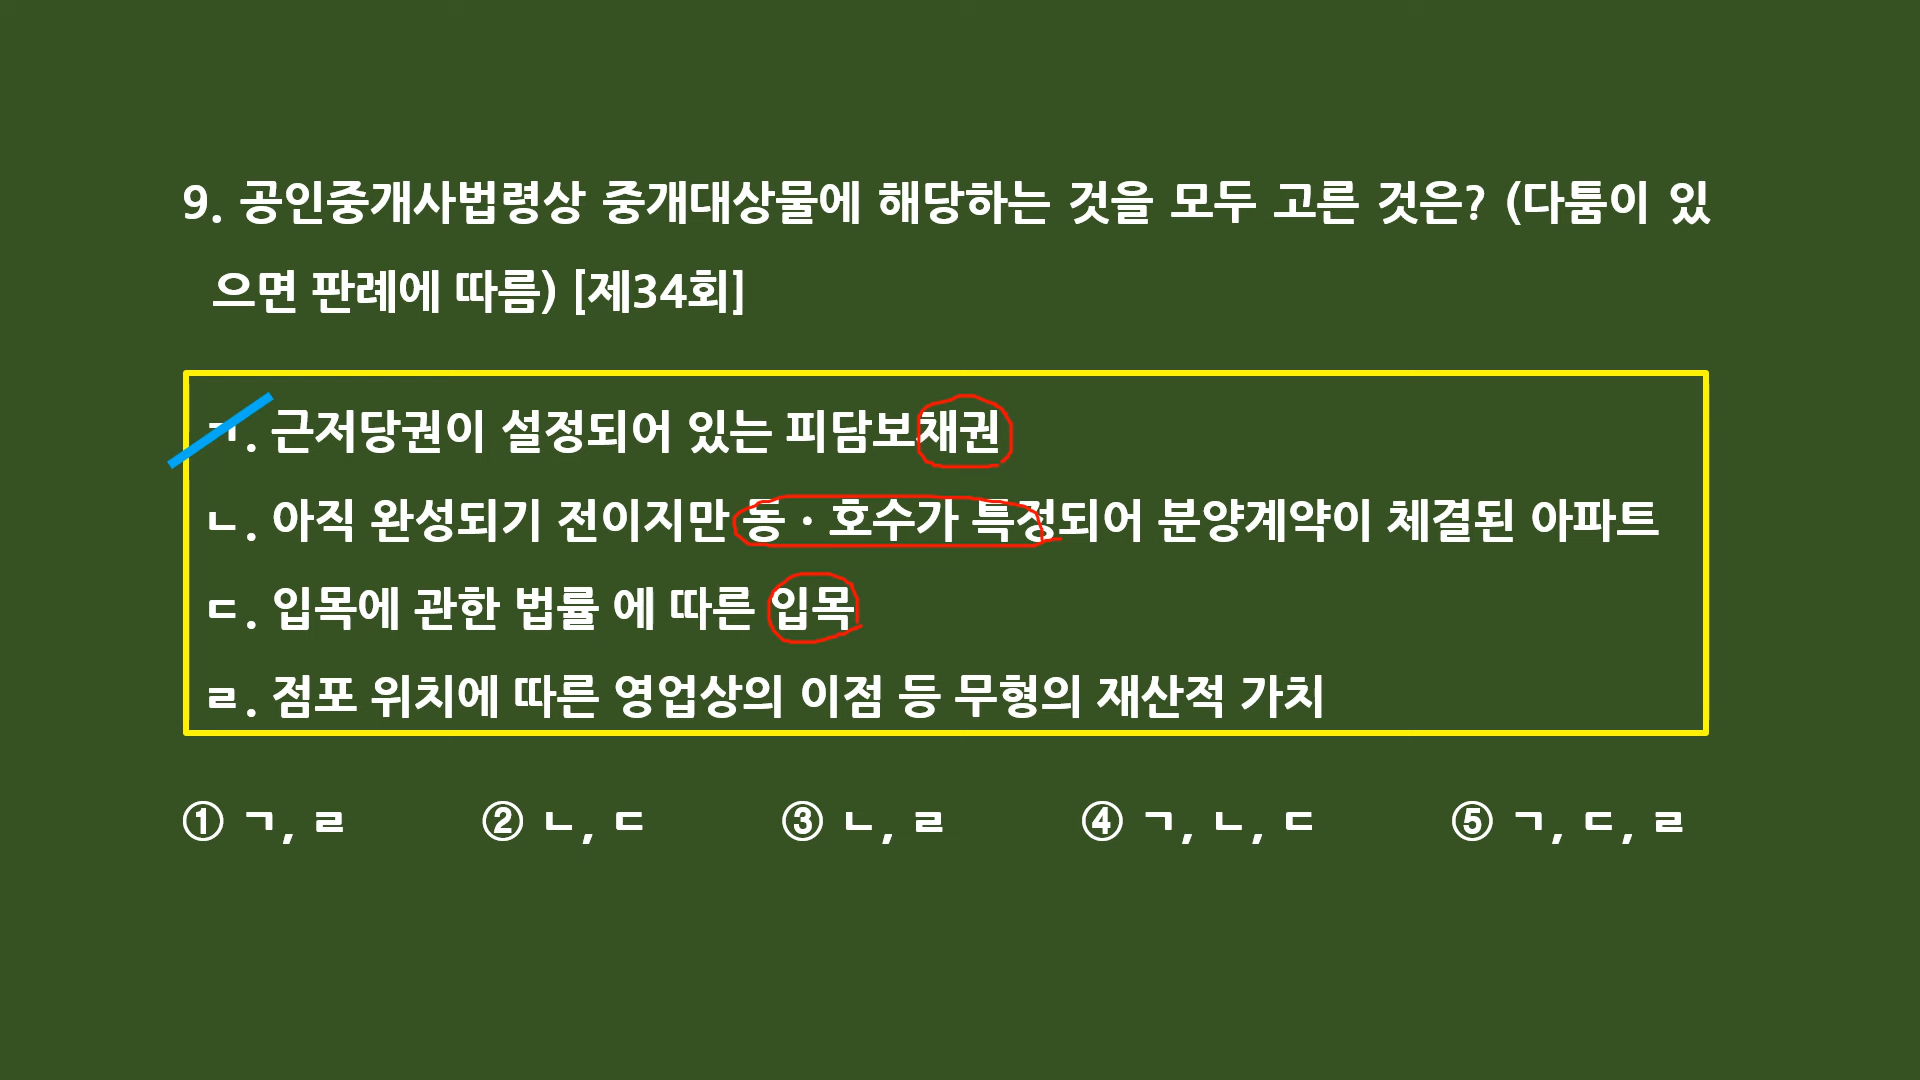 9. 공인중개사법령상 중개대상물에 해당하는 것을 모두 고른 것은? (다툼이 있
으면 판례에 따름) [제34회]
ㄱ. 근저당권이 설정되어 있는 피담보채권
ㄴ. 아직 완성되기 전이지만 동·호수가 특정되어 분양계약이 체결된 아파트
ㄷ. 입목에 관한 법률 에 따른 입목
ㄹ. 점포 위치에 따른 영업상의 이점 등 무형의 재산적 가치
① ㄱ, ㄹ ② ㄴ, ㄷ ③ ㄴ, ㄹ ④ ㄱ, ㄴ, ㄷ ⑤ ㄱ, ㄷ, ㄹ